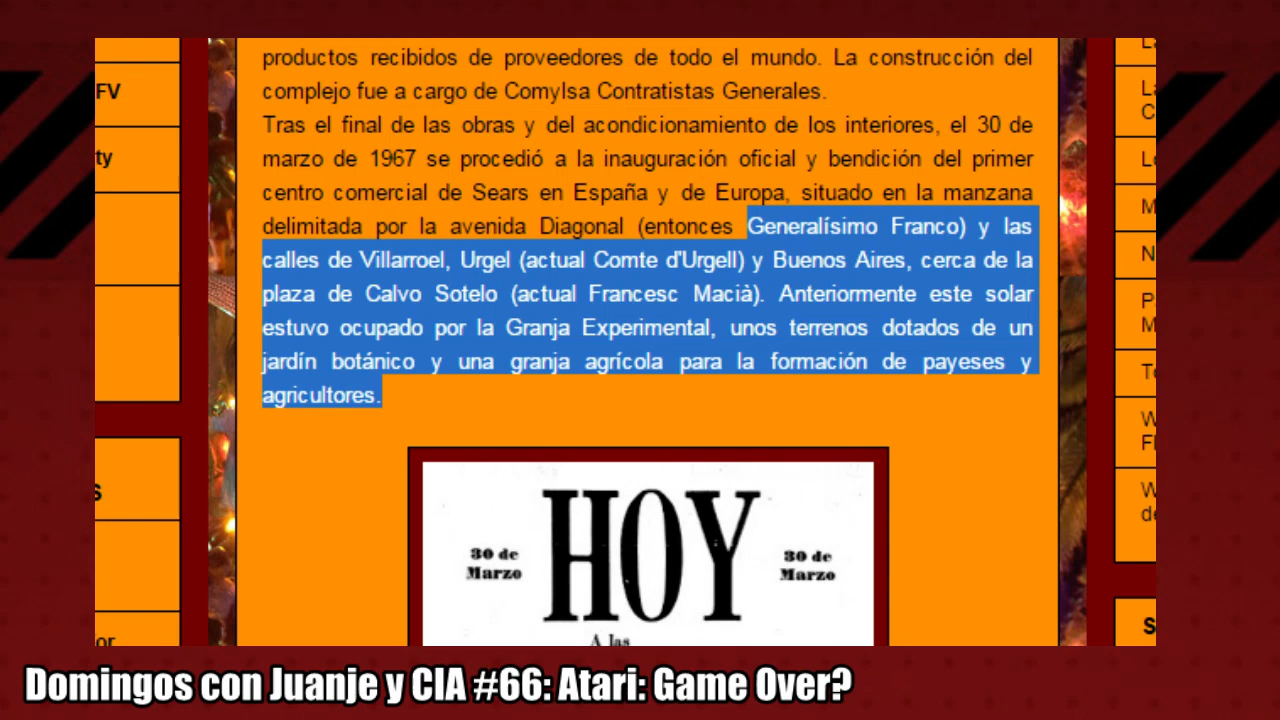 productos recibidos de proveedores de todo el mundo. La construcción del
complejo fue a cargo de Comylsa Contratistas Generales.
Tras el final de las obras y del acondicionamiento de los interiores, el 30 de
marzo de 1967 se procedió a la inauguración oficial y bendición del primer
centro comercial de Sears en España y de Europa, situado en la manzana
delimitada por la avenida Diagonal (entonces Generalísimo Franco) y las
calles de Villarroel, Urgel (actual Comte d'Urgell) y Buenos Aires, cerca de la
plaza de Calvo Sotelo (actual Francesc Macià). Anteriormente este solar
estuvo ocupado por la Granja Experimental, unos terrenos dotados de un
jardín botánico y una granja agrícola para la formación de payeses y
agricultores.
FV
ty
HOY
30 de
Marzo
30 de
Marzo
A las
Domingos con Juanje y CIA #66: Atari: Game Over?